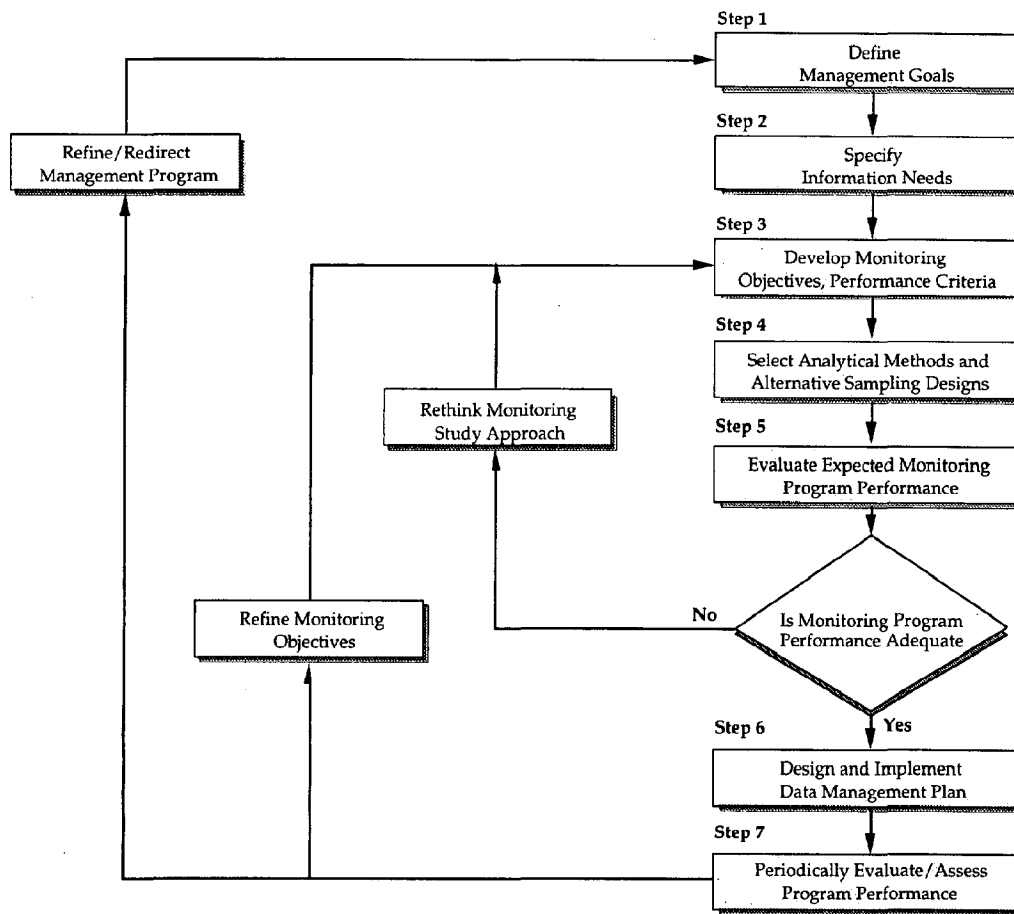 Step 1
Define
Management Goals
Step 2
Refine/Redirect
Management Program
Specify
Information Needs
Step 3
Develop Monitoring
Objectives, Performance Criteria
Step 4
Select Analytical Methods and
Alternative Sampling Designs
Rethink Monitoring
Study Approach
Step 5
Evaluate Expected Monitoring
Program Performance
Refine Monitoring
Objectives
No
Is Monitoring Program
Performance Adequate
Yes
Step 6
Design and Implement
Data Management Plan
Step 7
Periodically Evaluate/Assess
Program Performance